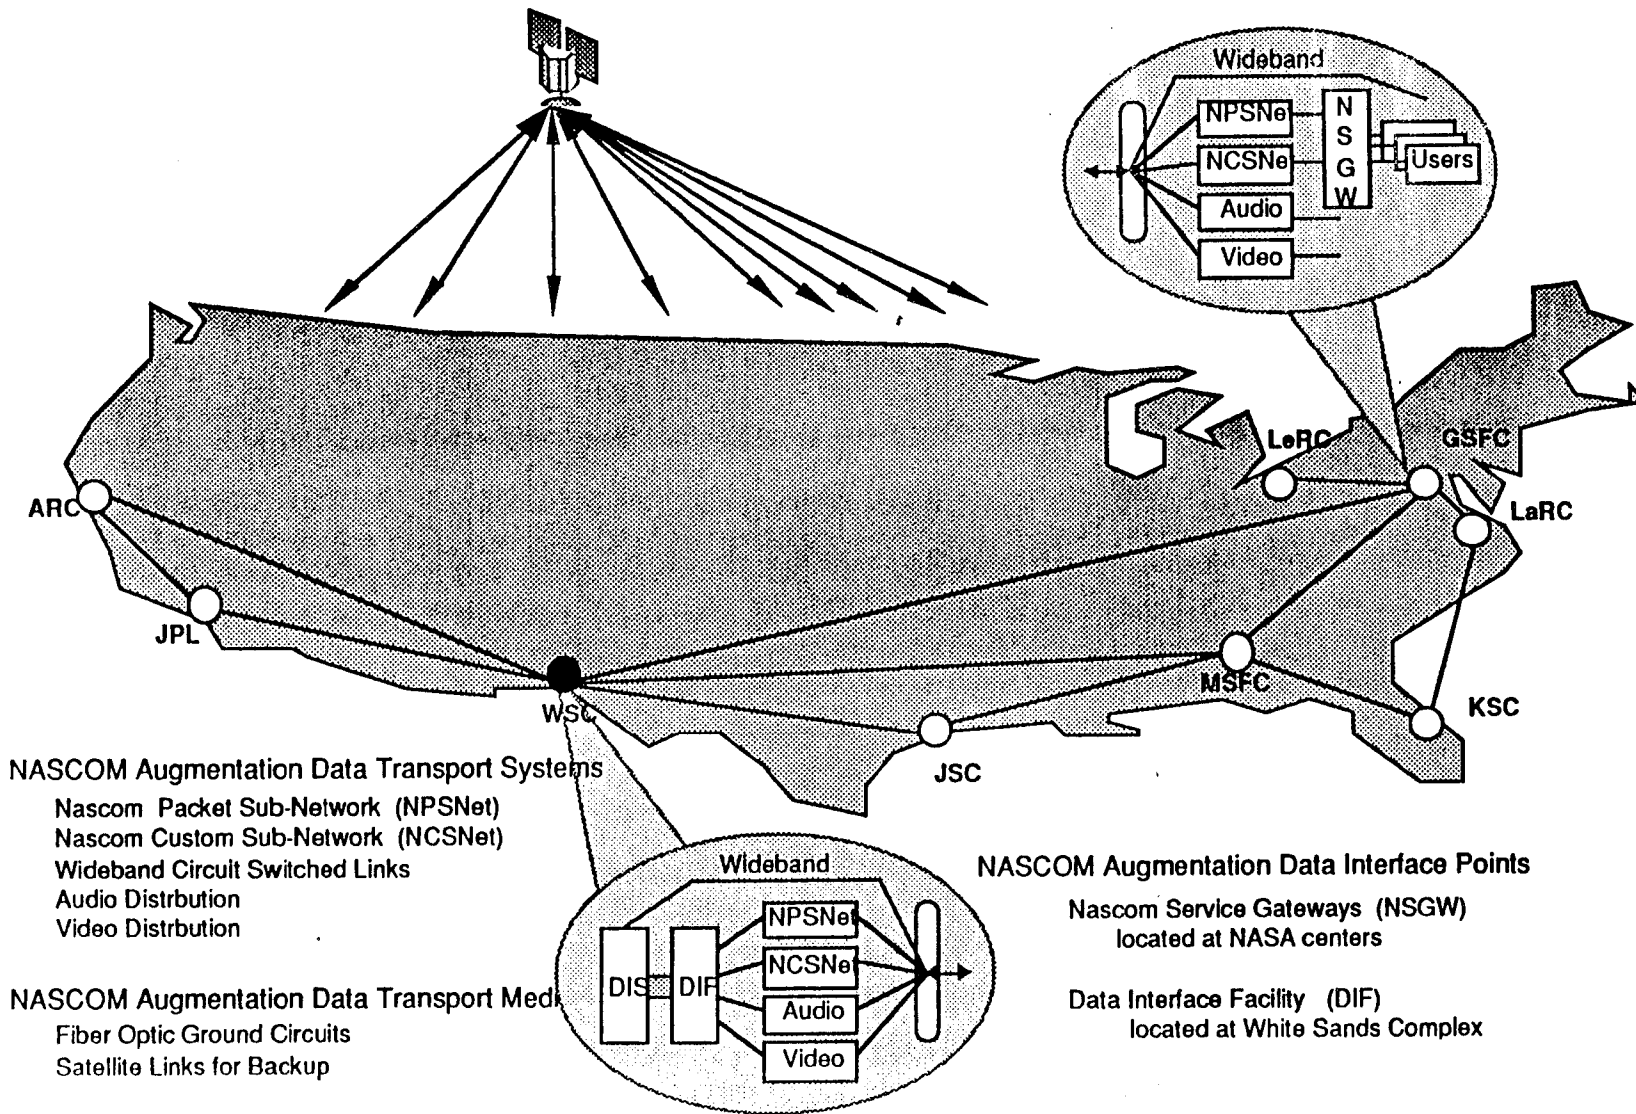 Wideband
NPSNe
NCSNe
Audio
Video
N
S
G
W
Users
LeRC
GSFC
LaRC
ARC
JPL
WSC
MSFC
KSC
JSC
NASCOM Augmentation Data Transport Systems
Nascom Packet Sub-Network (NPSNet)
Nascom Custom Sub-Network (NCSNet)
Wideband Circuit Switched Links
Audio Distrbution
Video Distrbution
NASCOM Augmentation Data Transport Medi
Fiber Optic Ground Circuits
Satellite Links for Backup
Wideband
DIS
DIF
NPSNet
NCSNet
Audio
Video
NASCOM Augmentation Data Interface Points
Nascom Service Gateways (NSGW)
located at NASA centers
Data Interface Facility (DIF)
located at White Sands Complex